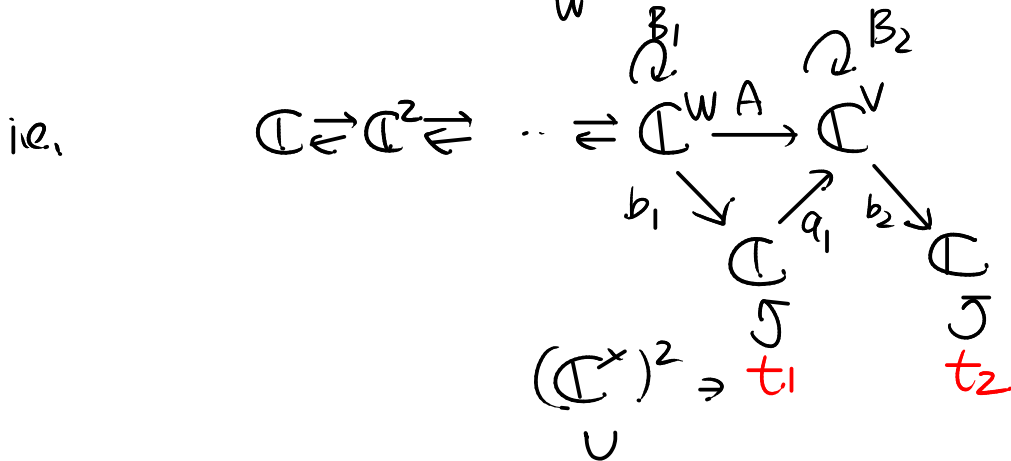 W
B₁ B₂
i.e. ℂ ⇄ ℂ² ⇄ ·· ⇄ ℂ^W A → ℂ^V
b₁ a₁ b₂
ℂ ℂ
(ℂ^×)² ∋ t₁ t₂
∪